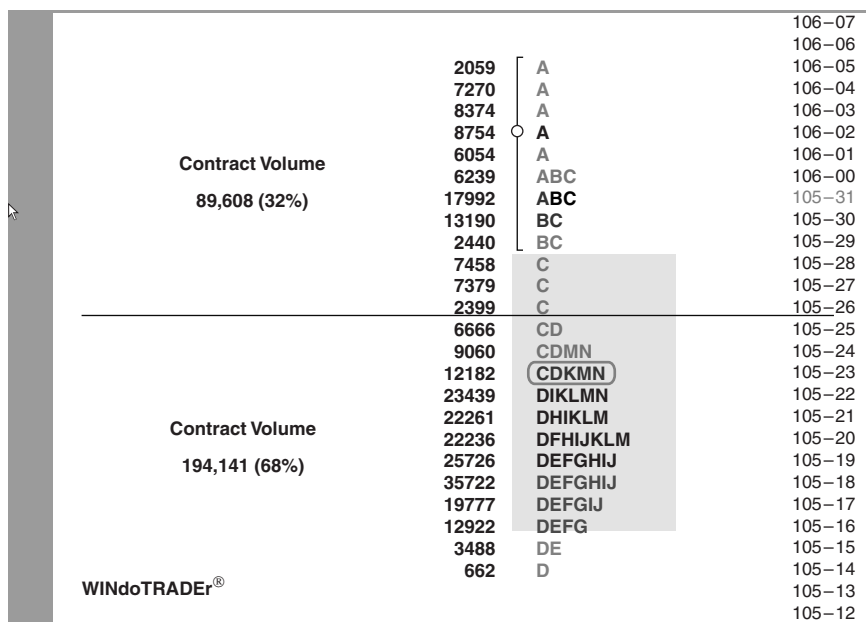 106–07
106–06
2059 A 106–05
7270 A 106–04
8374 A 106–03
8754 A 106–02
6054 A 106–01
Contract Volume
6239 ABC 106–00
89,608 (32%) 17992 ABC 105–31
13190 BC 105–30
2440 BC 105–29
7458 C 105–28
7379 C 105–27
2399 C 105–26
6666 CD 105–25
9060 CDMN 105–24
12182 CDKMN 105–23
23439 DIKLMN 105–22
22261 DHIKLM 105–21
Contract Volume
22236 DFHIJKLM 105–20
194,141 (68%) 25726 DEFGHIJ 105–19
35722 DEFGHIJ 105–18
19777 DEFGIJ 105–17
12922 DEFG 105–16
3488 DE 105–15
662 D 105–14
WINdoTRADEr® 105–13
105–12